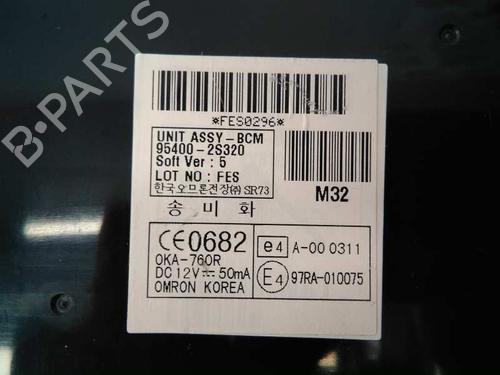 *FES0296*
UNIT ASSY-BCM
95400-2S320
Soft Ver : 5
LOT NO : FES
한국오므론전장㈜ SR73
M32
송 비 화
CE0682
e4 A-00 0311
OKA-760R
DC 12V ⎓ 50mA
OMRON KOREA
E4 97RA-010075
B-PARTS